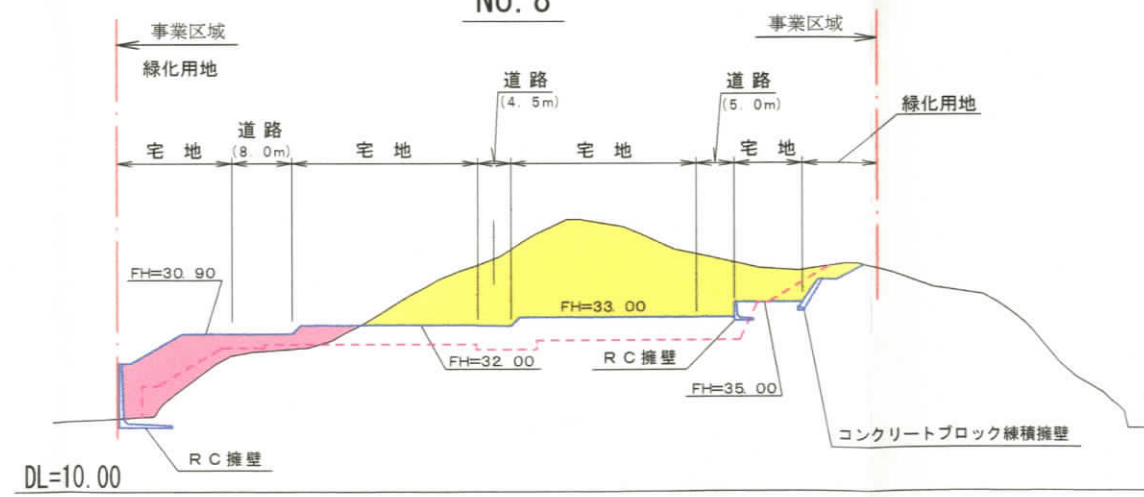 NO. 8
事業区域
事業区域
緑化用地
道路
(4. 5m)
道路
(5. 0m)
緑化用地
宅 地
道 路
(8. 0m)
宅 地
宅 地
宅 地
FH=30. 90
FH=33. 00
FH=32. 00
RC擁壁
FH=35. 00
コンクリートブロック練積擁壁
RC擁壁
DL=10.00